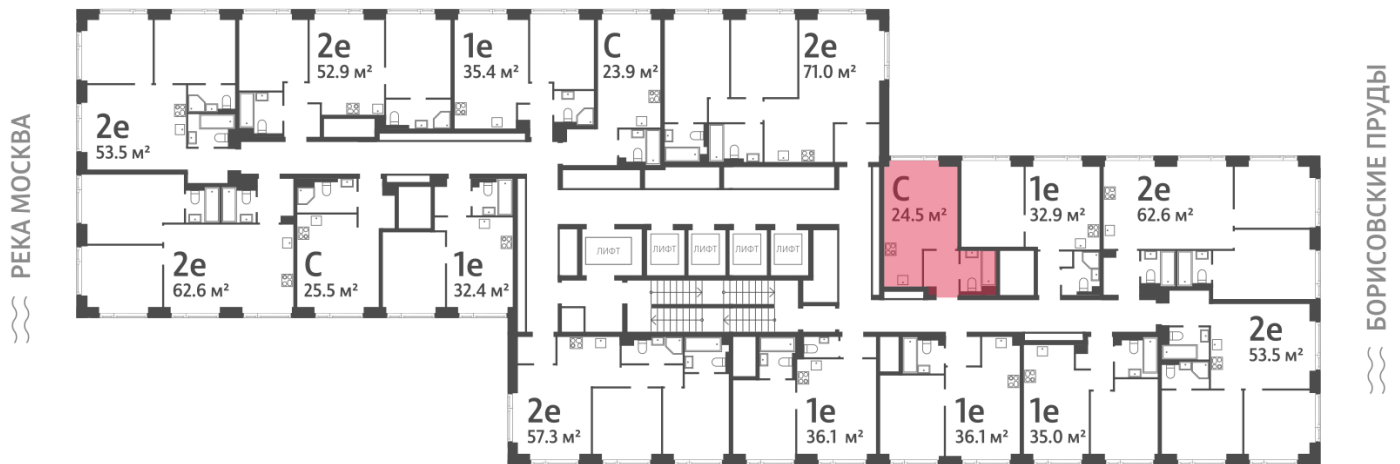 РЕКА МОСКВА
2е
53.5 м²
2е
52.9 м²
1е
35.4 м²
С
23.9 м²
2е
71.0 м²
С
24.5 м²
1е
32.9 м²
2е
62.6 м²
2е
62.6 м²
С
25.5 м²
1е
32.4 м²
ЛИФТ
ЛИФТ
ЛИФТ
ЛИФТ
ЛИФТ
2е
57.3 м²
1е
36.1 м²
1е
36.1 м²
1е
35.0 м²
2е
53.5 м²
БОРИСОВСКИЕ ПРУДЫ